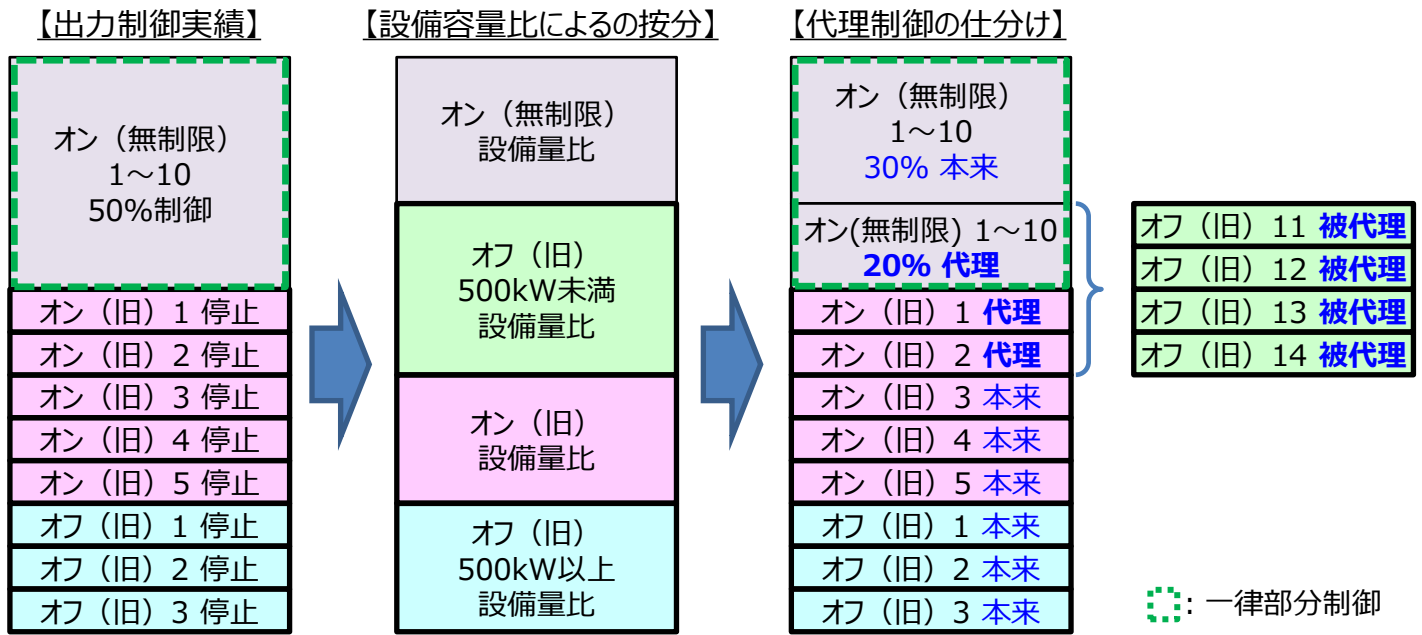 【出力制御実績】
オン（無制限）
1～10
50%制御
オン（旧）1 停止
オン（旧）2 停止
オン（旧）3 停止
オン（旧）4 停止
オン（旧）5 停止
オフ（旧）1 停止
オフ（旧）2 停止
オフ（旧）3 停止
【設備容量比によるの按分】
オン（無制限）
設備量比
オフ（旧）
500kW未満
設備量比
オン（旧）
設備量比
オフ（旧）
500kW以上
設備量比
【代理制御の仕分け】
オン（無制限）
1～10
30% 本来
オン(無制限) 1～10
20% 代理
オン（旧）1 代理
オン（旧）2 代理
オン（旧）3 本来
オン（旧）4 本来
オン（旧）5 本来
オフ（旧）1 本来
オフ（旧）2 本来
オフ（旧）3 本来
オフ（旧）11 被代理
オフ（旧）12 被代理
オフ（旧）13 被代理
オフ（旧）14 被代理
: 一律部分制御